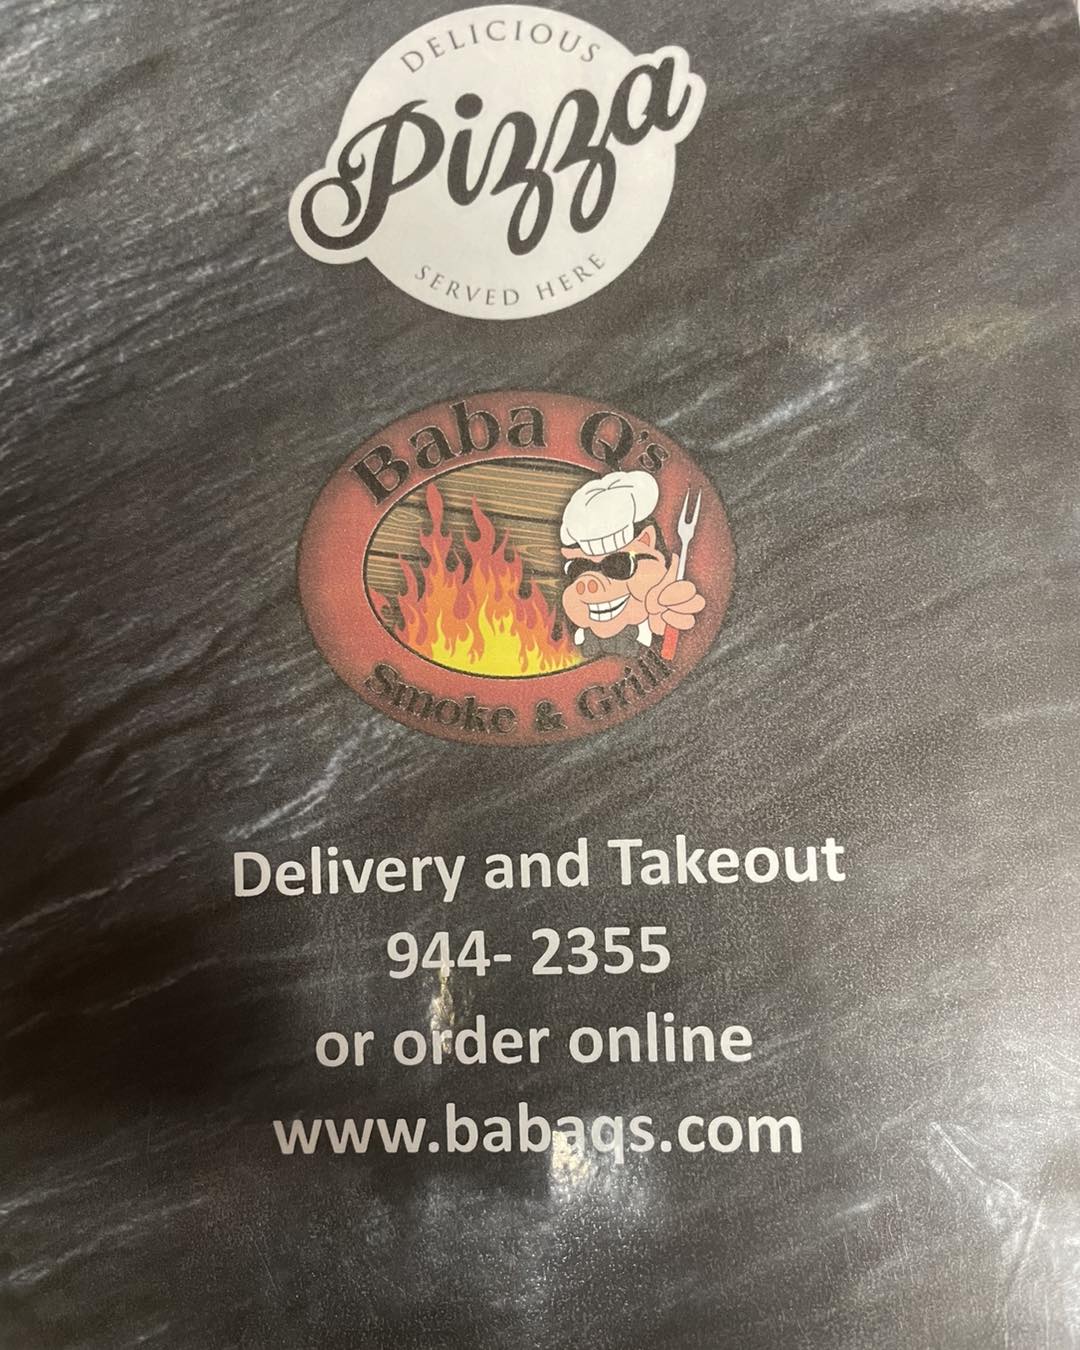 DELICIOUS
Pizza
SERVED HERE
Baba Q's
Smoke & Grill
Delivery and Takeout
944- 2355
or order online
www.babaqs.com